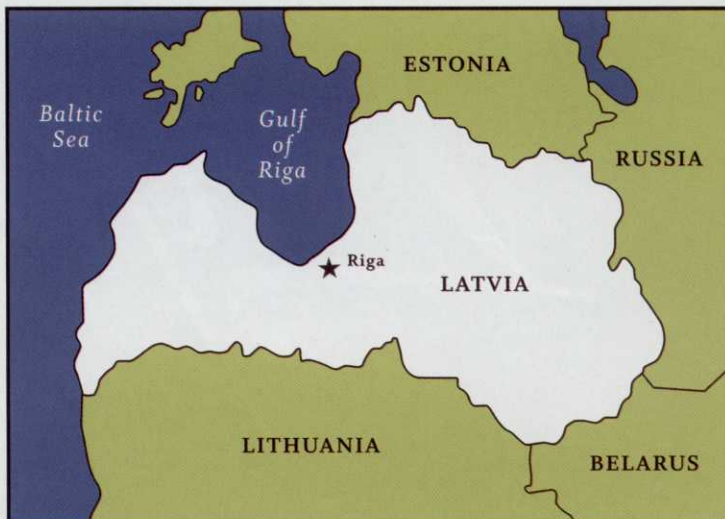 ESTONIA
Baltic
Sea
Gulf
of
Riga
RUSSIA
Riga
LATVIA
LITHUANIA
BELARUS